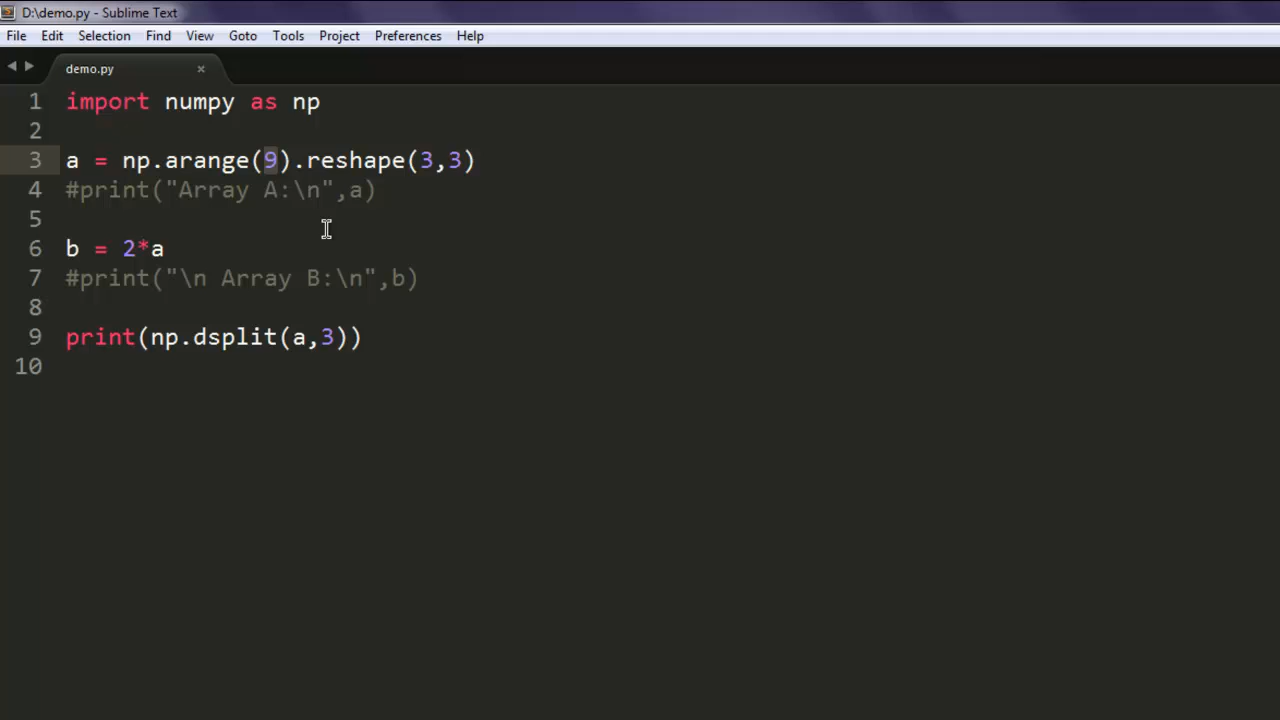 D:\demo.py - Sublime Text
File Edit Selection Find View Goto Tools Project Preferences Help
demo.py ×
1 import numpy as np
2
3 a = np.arange(9).reshape(3,3)
4 #print("Array A:\n",a)
5
6 b = 2*a
7 #print("\n Array B:\n",b)
8
9 print(np.dsplit(a,3))
10